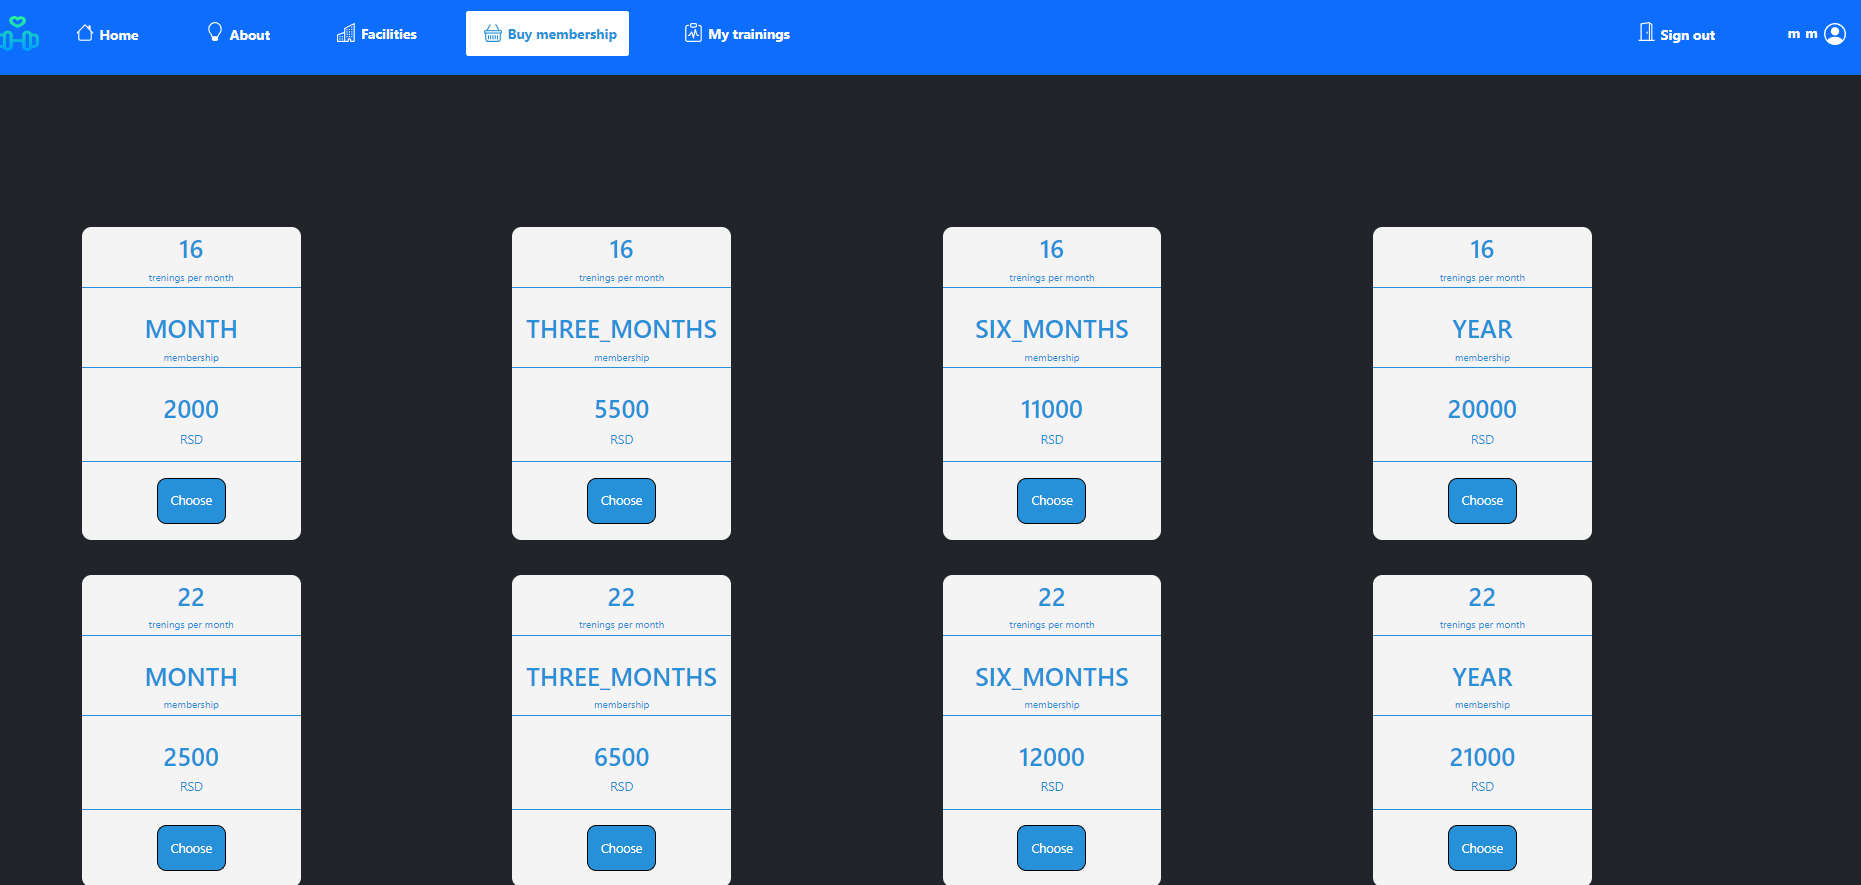 Home About Facilities Buy membership My trainings Sign out m m
16 16 16 16
trenings per month trenings per month trenings per month trenings per month
MONTH THREE_MONTHS SIX_MONTHS YEAR
membership membership membership membership
2000 5500 11000 20000
RSD RSD RSD RSD
Choose Choose Choose Choose
22 22 22 22
trenings per month trenings per month trenings per month trenings per month
MONTH THREE_MONTHS SIX_MONTHS YEAR
membership membership membership membership
2500 6500 12000 21000
RSD RSD RSD RSD
Choose Choose Choose Choose